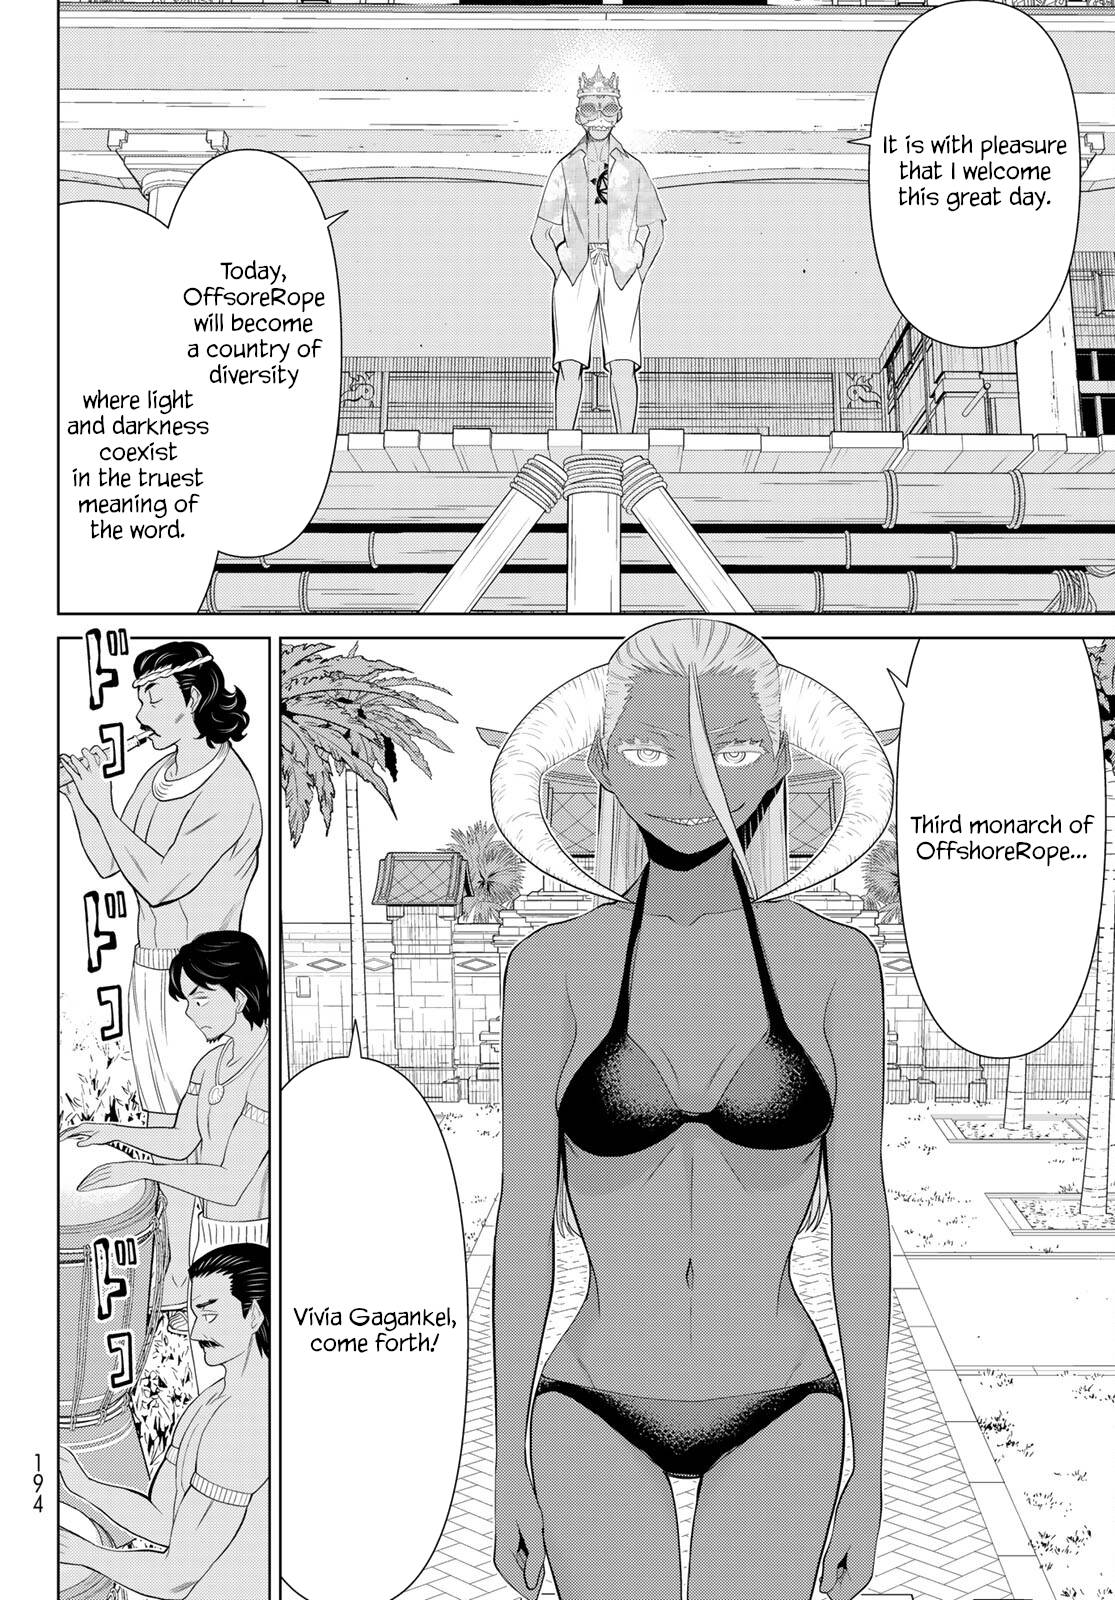 It is with pleasure
that I welcome
this great day.
Today,
OffsoreRope
will become
a country of
diversity
where light
and darkness
coexist
in the truest
meaning of
the word.
Third monarch of
OffshoreRope...
ドコ
ドコ
ドコ
Vivia Gagankel,
come forth!
194